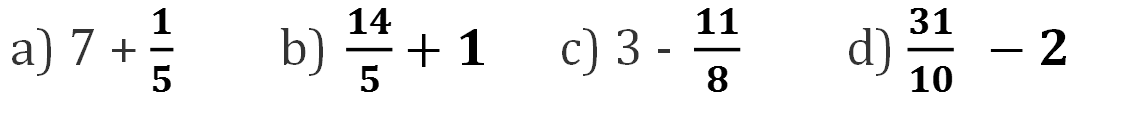 a) 7 + 1/5 b) 14/5 + 1 c) 3 - 11/8 d) 31/10 − 2